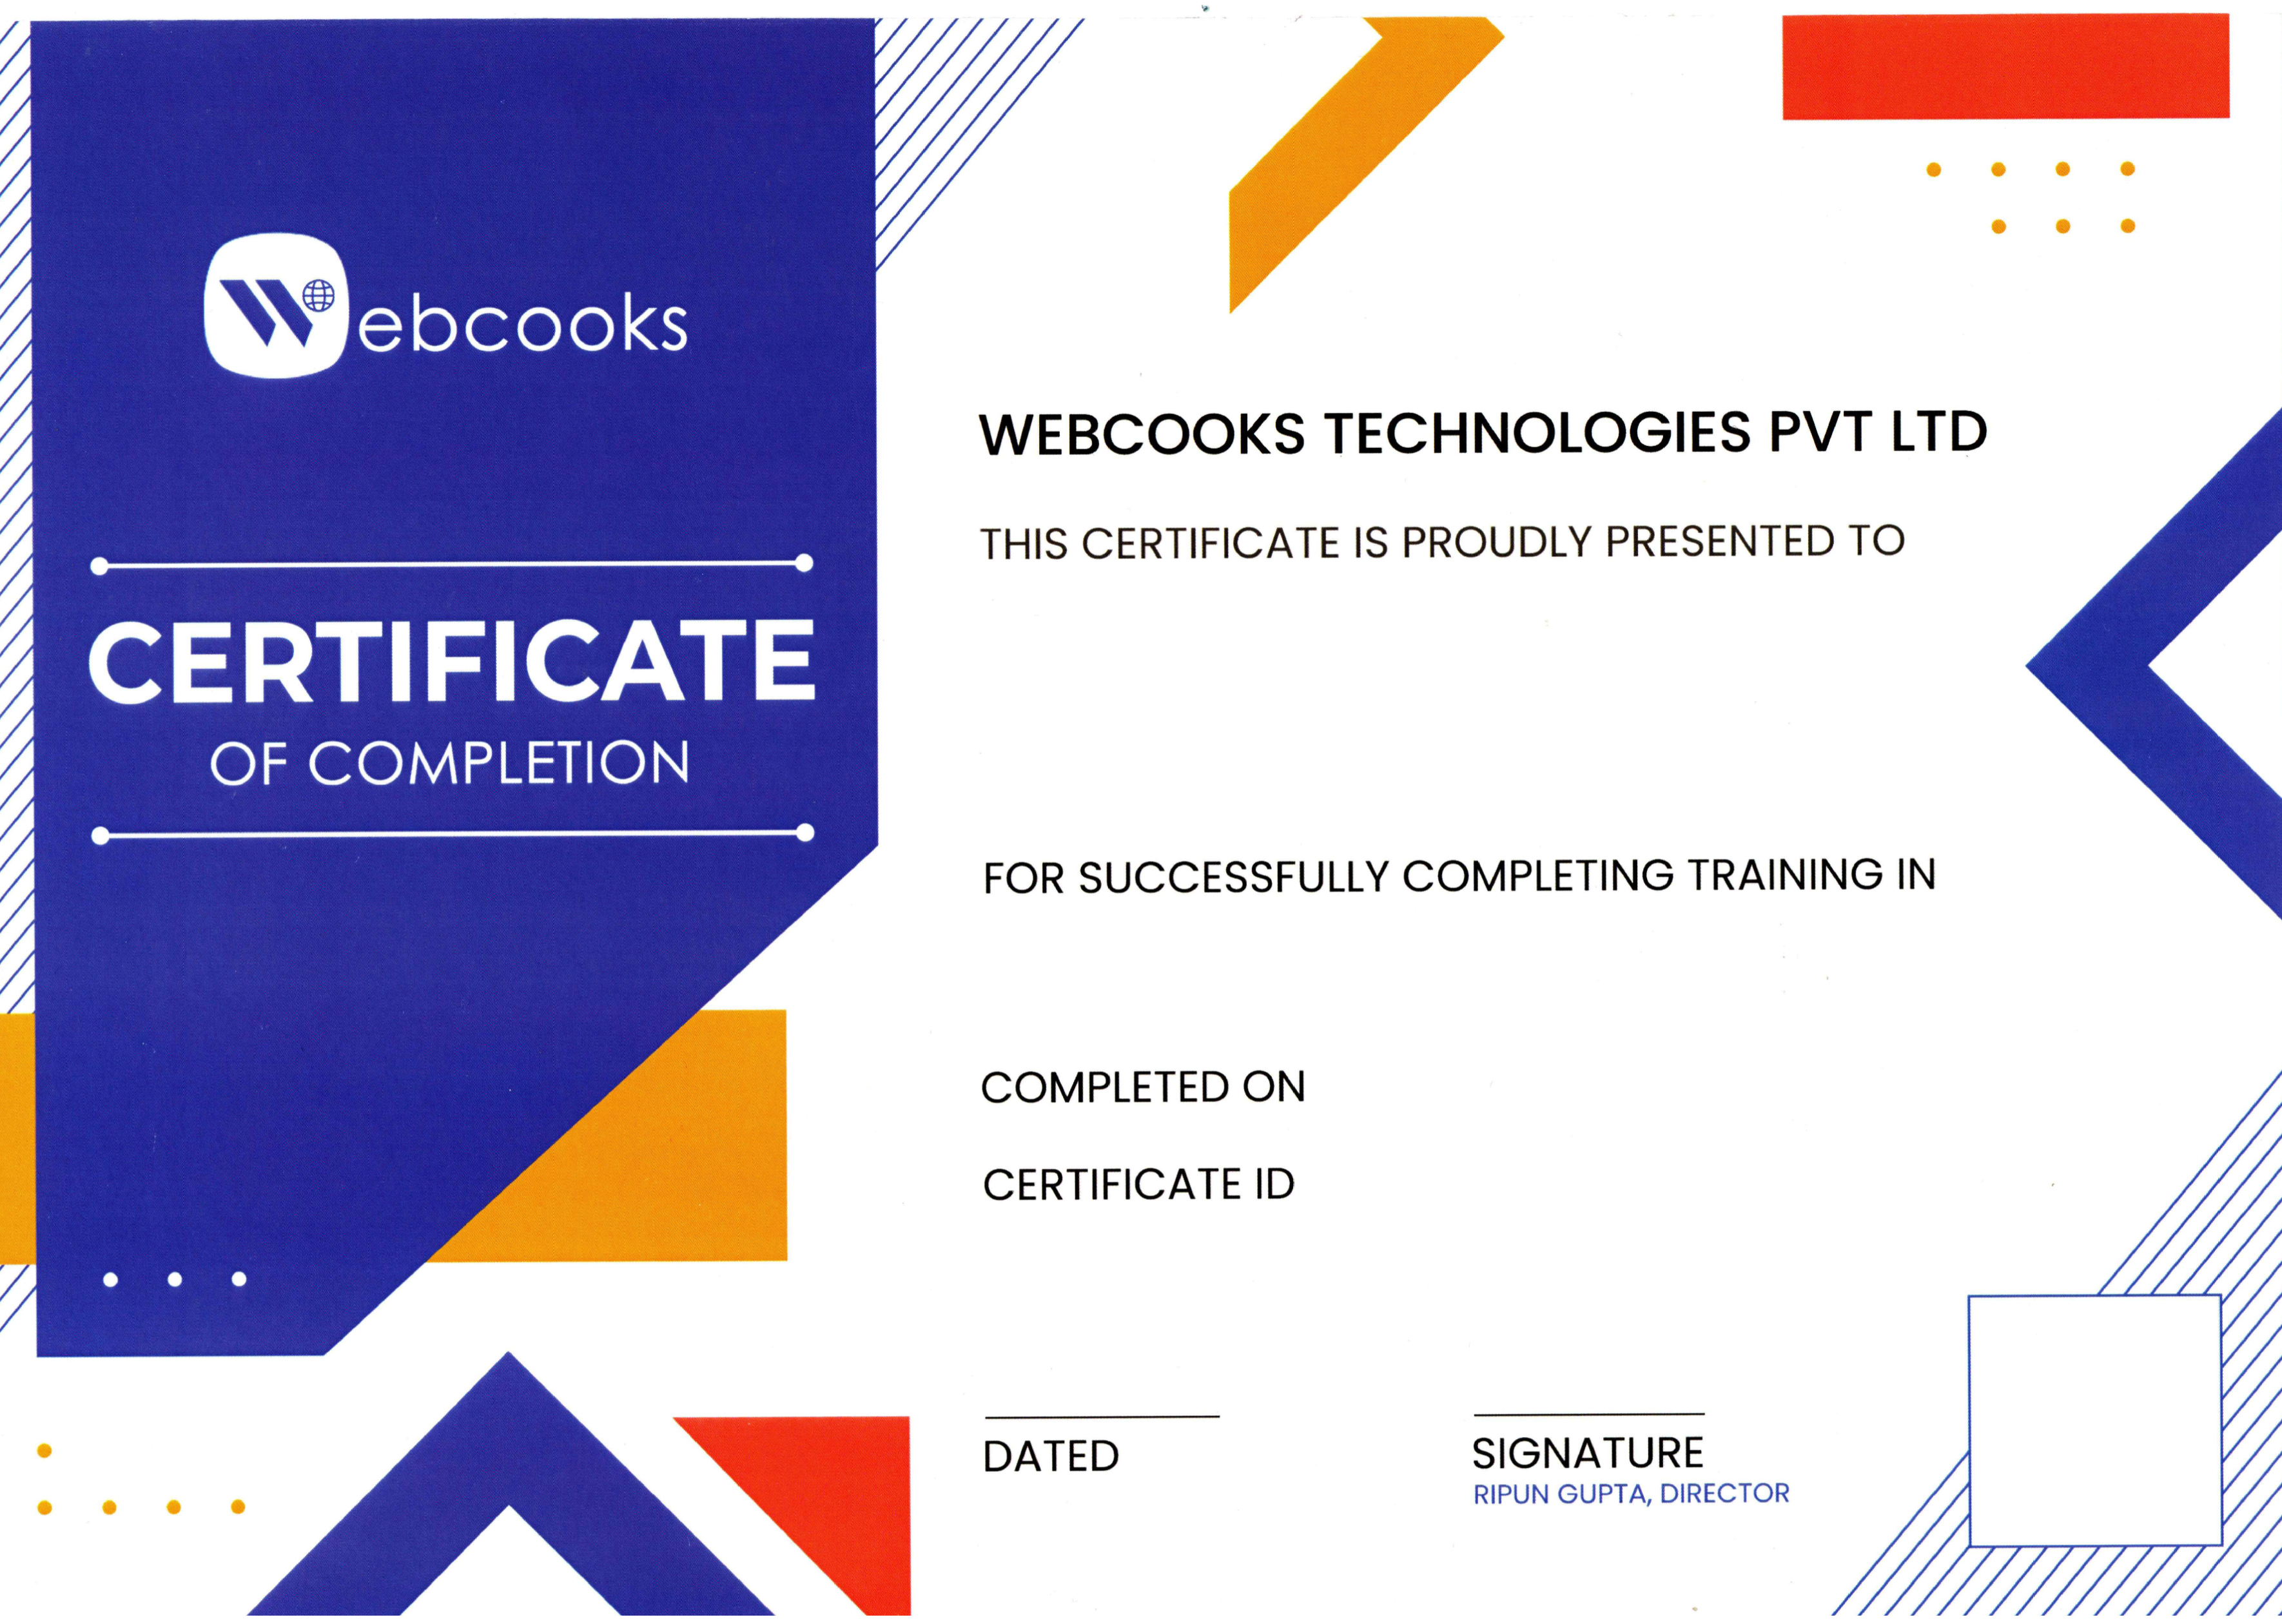 Webcooks
CERTIFICATE
OF COMPLETION
WEBCOOKS TECHNOLOGIES PVT LTD
THIS CERTIFICATE IS PROUDLY PRESENTED TO
FOR SUCCESSFULLY COMPLETING TRAINING IN
COMPLETED ON
CERTIFICATE ID
DATED
SIGNATURE
RIPUN GUPTA, DIRECTOR